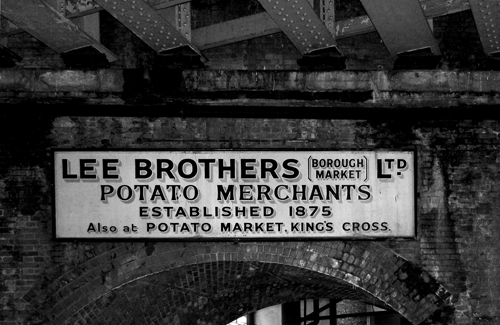 LEE BROTHERS (BOROUGH MARKET) LTD.
POTATO MERCHANTS
ESTABLISHED 1875
Also at POTATO MARKET, KING'S CROSS.